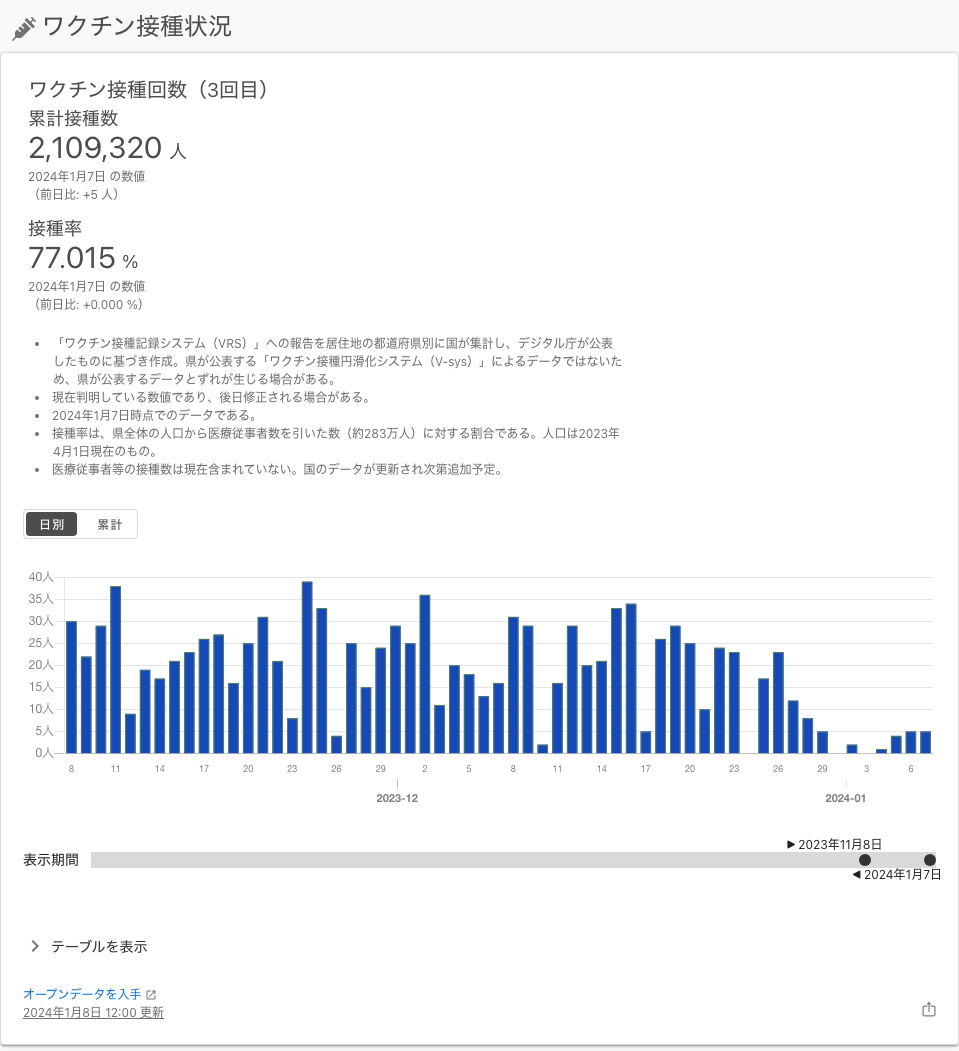 ワクチン接種状況
ワクチン接種回数（3回目）
累計接種数
2,109,320 人
2024年1月7日 の数値
（前日比: +5 人）
接種率
77.015 %
2024年1月7日 の数値
（前日比: +0.000 %）
• 「ワクチン接種記録システム（VRS）」への報告を居住地の都道府県別に国が集計し、デジタル庁が公表
したものに基づき作成。県が公表する「ワクチン接種円滑化システム（V-sys）」によるデータではないた
め、県が公表するデータとずれが生じる場合がある。
• 現在判明している数値であり、後日修正される場合がある。
• 2024年1月7日時点でのデータである。
• 接種率は、県全体の人口から医療従事者数を引いた数（約283万人）に対する割合である。人口は2023年
4月1日現在のもの。
• 医療従事者等の接種数は現在含まれていない。国のデータが更新され次第追加予定。
日別 累計
40人
35人
30人
25人
20人
15人
10人
5人
0人
8 11 14 17 20 23 26 29 2 5 8 11 14 17 20 23 26 29 3 6
2023-12 2024-01
▶ 2023年11月8日
表示期間
◀ 2024年1月7日
テーブルを表示
オープンデータを入手
2024年1月8日 12:00 更新